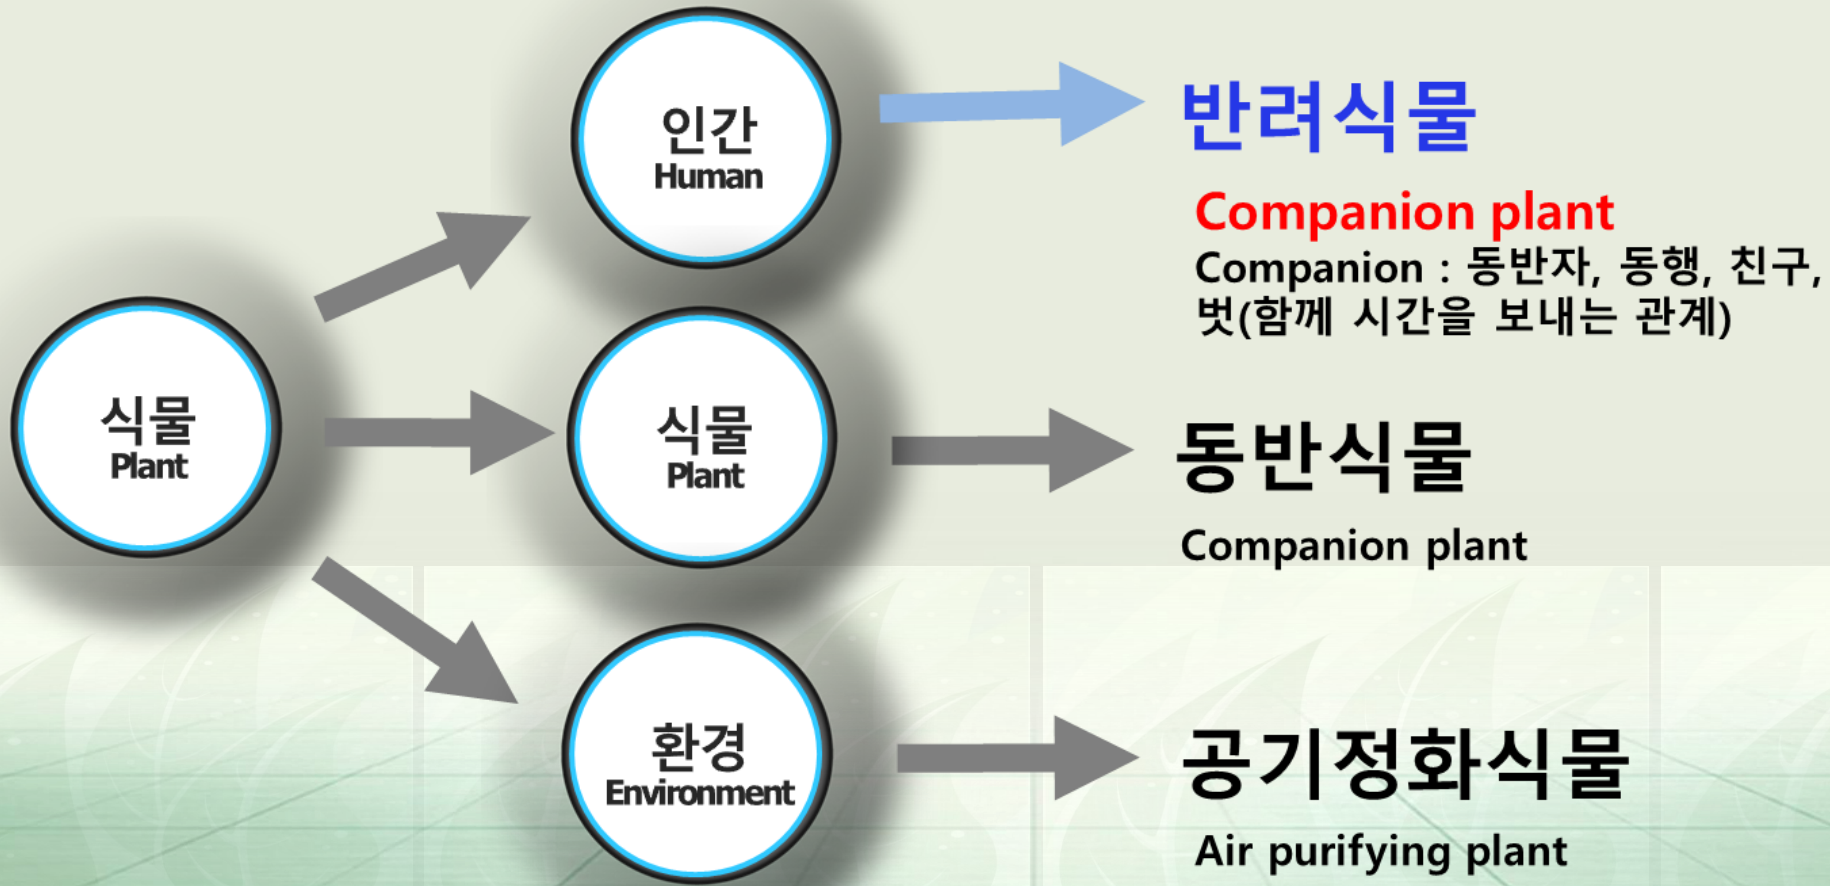 인간
Human
반려식물
Companion plant
Companion : 동반자, 동행, 친구,
벗(함께 시간을 보내는 관계)
식물
Plant
식물
Plant
동반식물
Companion plant
환경
Environment
공기정화식물
Air purifying plant